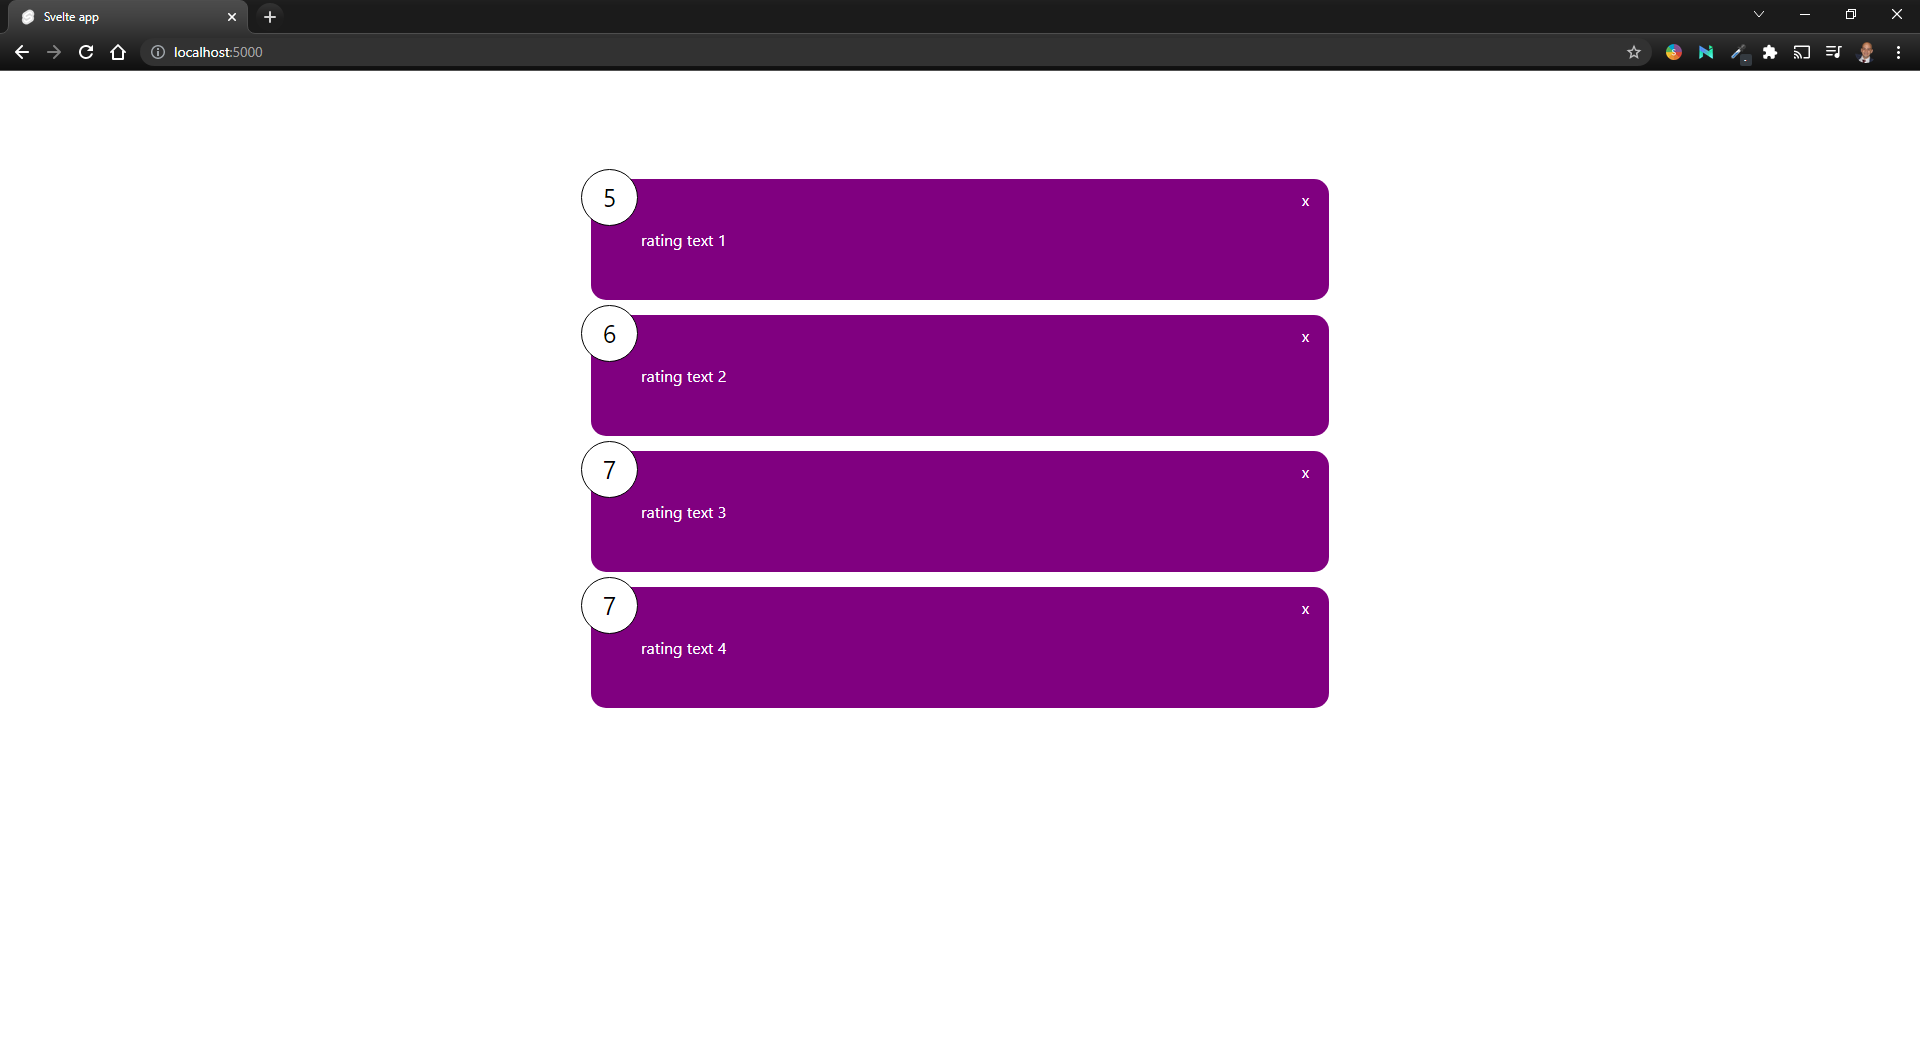 Svelte app
localhost:5000
5
x
rating text 1
6
x
rating text 2
7
x
rating text 3
7
x
rating text 4